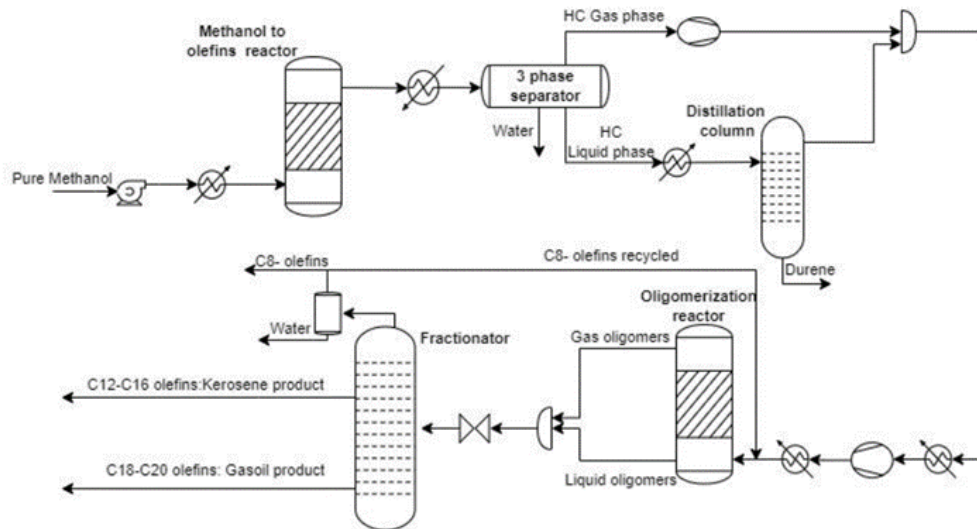 HC Gas phase
Methanol to
olefins reactor
3 phase
separator
Water
HC
Liquid phase
Distillation
column
Pure Methanol
Durene
C8- olefins
C8- olefins recycled
Oligomerization
reactor
Water
Fractionator
Gas oligomers
C12-C16 olefins:Kerosene product
C18-C20 olefins: Gasoil product
Liquid oligomers